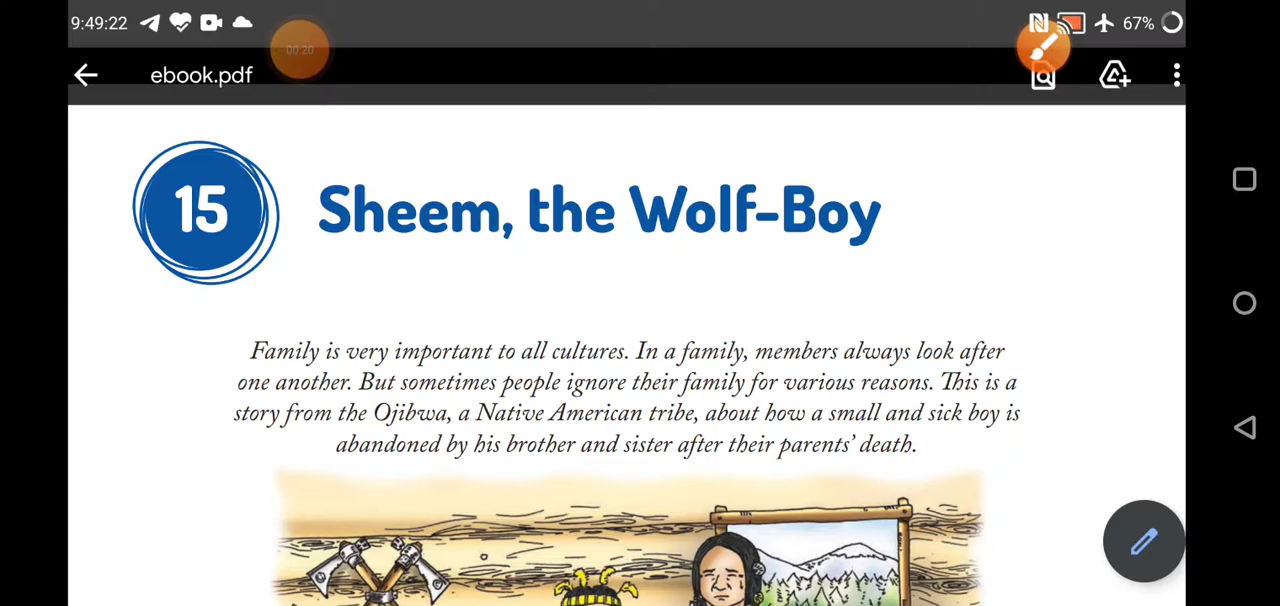 9:49:22
67%
00:20
ebook.pdf
15
Sheem, the Wolf-Boy
Family is very important to all cultures. In a family, members always look after
one another. But sometimes people ignore their family for various reasons. This is a
story from the Ojibwa, a Native American tribe, about how a small and sick boy is
abandoned by his brother and sister after their parents' death.